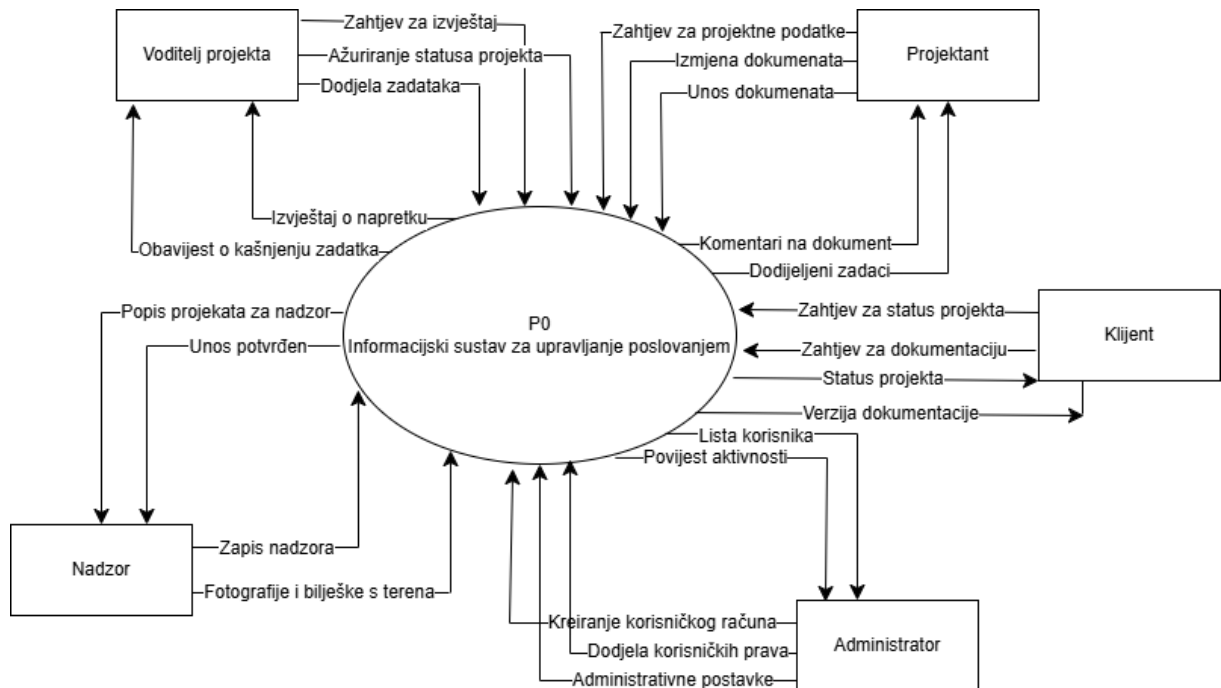 Zahtjev za izvještaj
Voditelj projekta
Ažuriranje statusa projekta
Dodjela zadataka
Zahtjev za projektne podatke
Izmjena dokumenata
Projektant
Unos dokumenata
Izvještaj o napretku
Obavijest o kašnjenju zadatka
Komentari na dokument
Dodijeljeni zadaci
Popis projekata za nadzor
Unos potvrđen
P0
Informacijski sustav za upravljanje poslovanjem
Zahtjev za status projekta
Klijent
Zahtjev za dokumentaciju
Status projekta
Verzija dokumentacije
Lista korisnika
Povijest aktivnosti
Zapis nadzora
Nadzor
Fotografije i bilješke s terena
Kreiranje korisničkog računa
Dodjela korisničkih prava
Administrator
Administrativne postavke